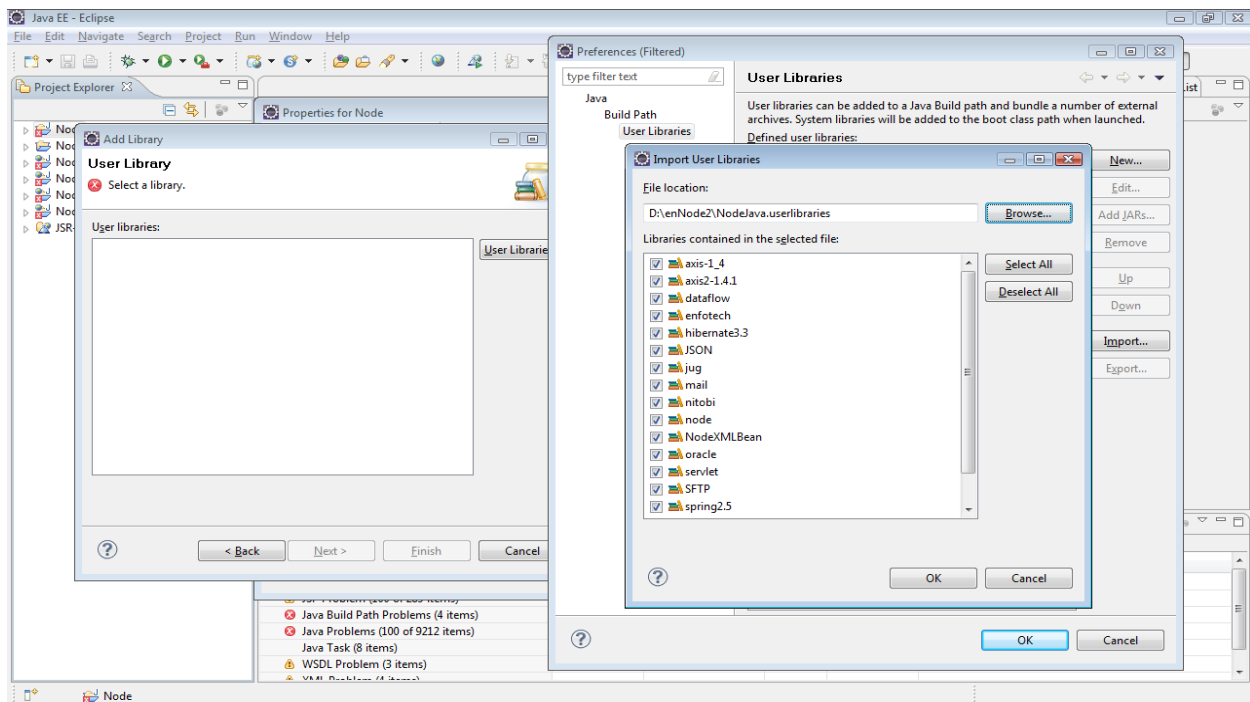 Java EE - Eclipse
File Edit Navigate Search Project Run Window Help
Project Explorer
JSR-
Node
Properties for Node
Add Library
User Library
Select a library.
User libraries:
User Librarie
< Back
Next >
Finish
Cancel
Java Build Path Problems (4 items)
Java Problems (100 of 9212 items)
Java Task (8 items)
WSDL Problem (3 items)
XML Problem (4 items)
Preferences (Filtered)
type filter text
Java
Build Path
User Libraries
User Libraries
User libraries can be added to a Java Build path and bundle a number of external
archives. System libraries will be added to the boot class path when launched.
Defined user libraries:
New...
Edit...
Add JARs...
Remove
Up
Down
Import...
Export...
OK
Cancel
Import User Libraries
File location:
D:\enNode2\NodeJava.userlibraries
Browse...
Libraries contained in the selected file:
axis-1_4
axis2-1.4.1
dataflow
enfotech
hibernate3.3
JSON
jug
mail
nitobi
node
NodeXMLBean
oracle
servlet
SFTP
spring2.5
Select All
Deselect All
OK
Cancel
ist